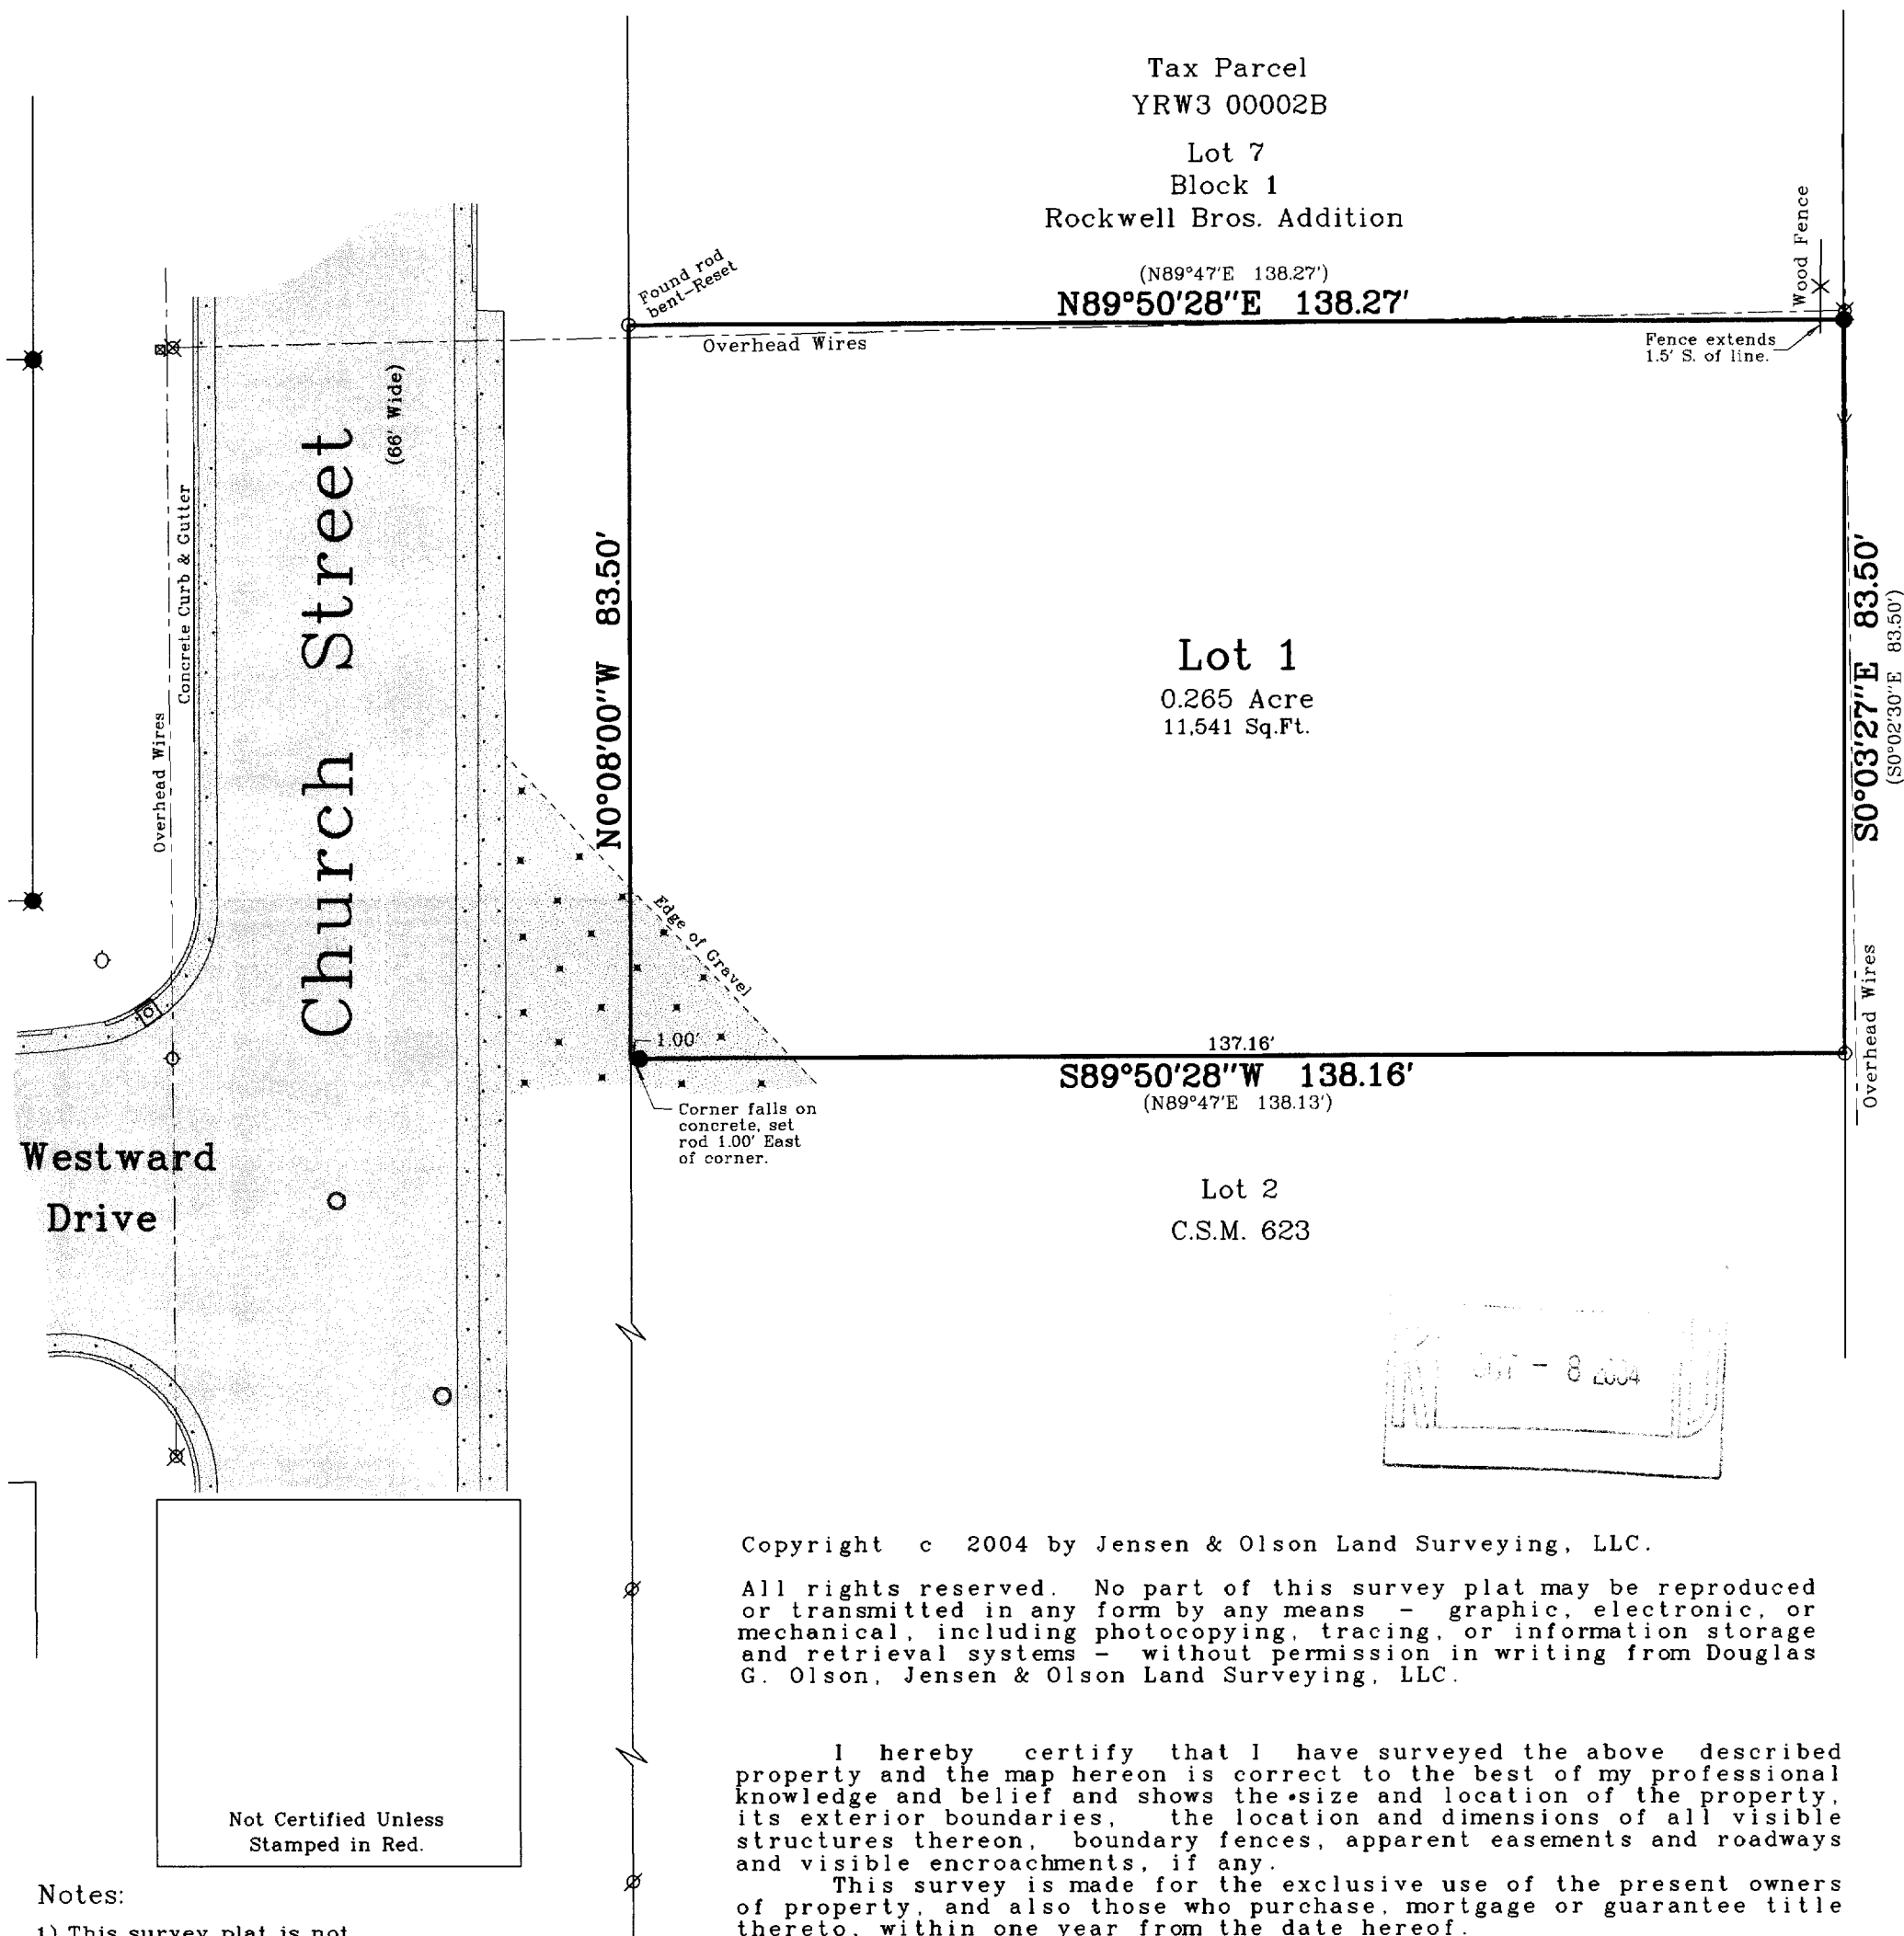 Tax Parcel
YRW3 00002B
Lot 7
Block 1
Rockwell Bros. Addition
Wood Fence
Found rod
bent-Reset
(N89°47'E 138.27')
N89°50'28"E 138.27'
Overhead Wires
Fence extends
1.5' S. of line.
(66' Wide)
Church Street
Concrete Curb & Gutter
Overhead Wires
N0°08'00"W 83.50'
Lot 1
0.265 Acre
11,541 Sq.Ft.
S0°03'27"E 83.50'
(S0°02'30"E 83.50')
Edge of Gravel
Overhead Wires
1.00'
137.16'
S89°50'28"W 138.16'
(N89°47'E 138.13')
Corner falls on
concrete, set
rod 1.00' East
of corner.
Westward
Drive
Lot 2
C.S.M. 623
- 8 2004
Copyright c 2004 by Jensen & Olson Land Surveying, LLC.
All rights reserved. No part of this survey plat may be reproduced
or transmitted in any form by any means - graphic, electronic, or
mechanical, including photocopying, tracing, or information storage
and retrieval systems - without permission in writing from Douglas
G. Olson, Jensen & Olson Land Surveying, LLC.
I hereby certify that I have surveyed the above described
property and the map hereon is correct to the best of my professional
knowledge and belief and shows the size and location of the property,
its exterior boundaries, the location and dimensions of all visible
structures thereon, boundary fences, apparent easements and roadways
and visible encroachments, if any.
This survey is made for the exclusive use of the present owners
of property, and also those who purchase, mortgage or guarantee title
thereto, within one year from the date hereof.
Not Certified Unless
Stamped in Red.
Notes:
1) This survey plat is not